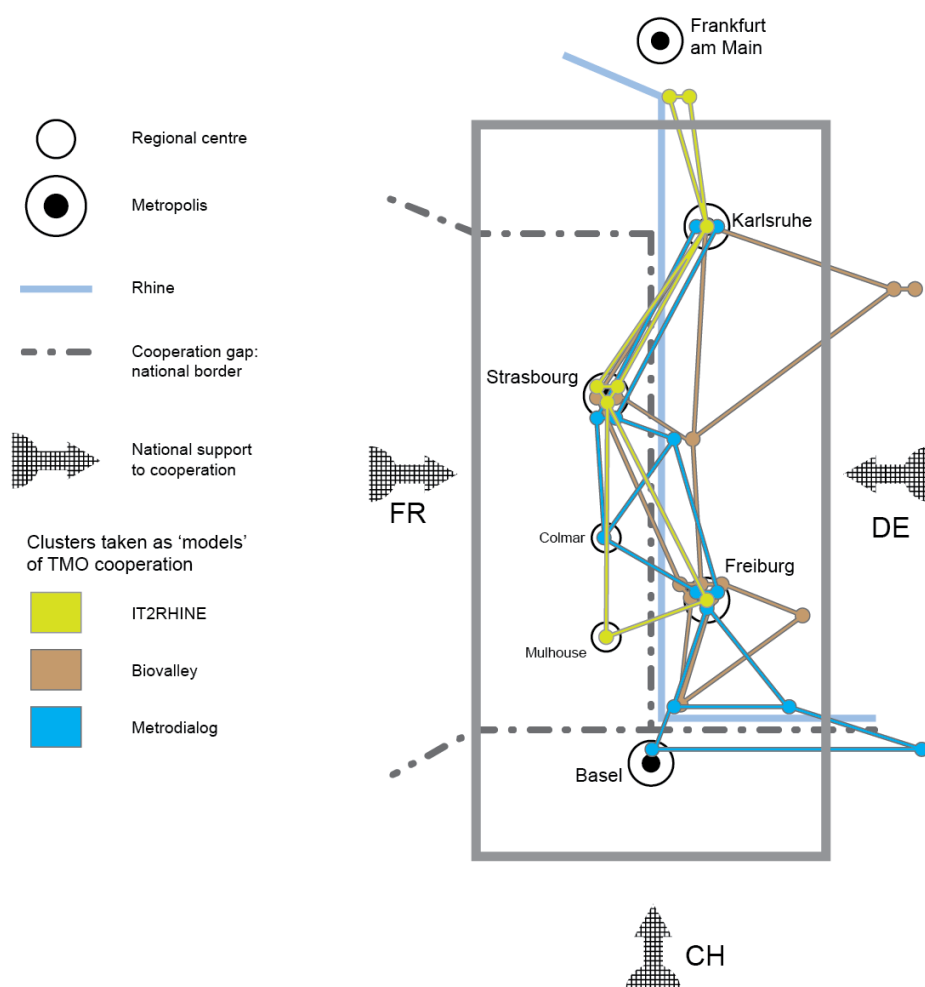 Frankfurt
am Main
Regional centre
Metropolis
Karlsruhe
Rhine
Cooperation gap:
national border
Strasbourg
National support
to cooperation
FR
DE
Clusters taken as ‘models’
of TMO cooperation
Colmar
Freiburg
IT2RHINE
Mulhouse
Biovalley
Metrodialog
Basel
CH